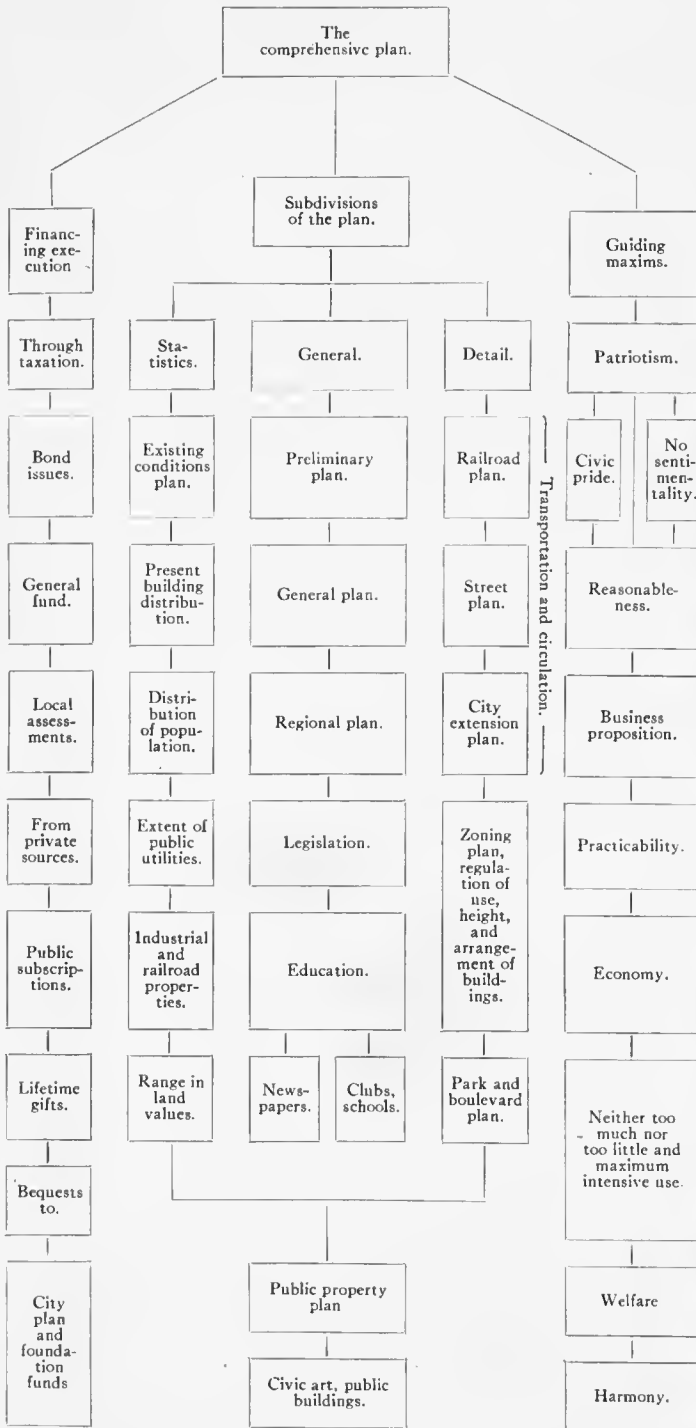 The
comprehensive plan.
Subdivisions
of the plan.
Financ-
ing exe-
cution
Guiding
maxims.
Through
taxation.
Sta-
tistics.
General.
Detail.
Patriotism.
Bond
issues.
Existing
conditions
plan.
Preliminary
plan.
Railroad
plan.
Transportation and circulation.
Civic
pride.
No
senti-
men-
tality.
General
fund.
Present
building
distribu-
tion.
General plan.
Street
plan.
Reasonable-
ness.
Local
assess-
ments.
Distri-
bution
of popu-
lation.
Regional plan.
City
extension
plan.
Business
proposition.
From
private
sources.
Extent of
public
utilities.
Legislation.
Zoning
plan,
regula-
tion of
use,
height,
and
arrange-
ment of
build-
ings.
Practicability.
Public
subscrip-
tions.
Industrial
and
railroad
proper-
ties.
Education.
Economy.
Lifetime
gifts.
Range in
land
values.
News-
papers.
Clubs,
schools.
Park and
boulevard
plan.
Neither too
much nor
too little and
maximum
intensive use.
Bequests
to.
City
plan
and
founda-
tion
funds
Public property
plan
Welfare
Civic art, public
buildings.
Harmony.